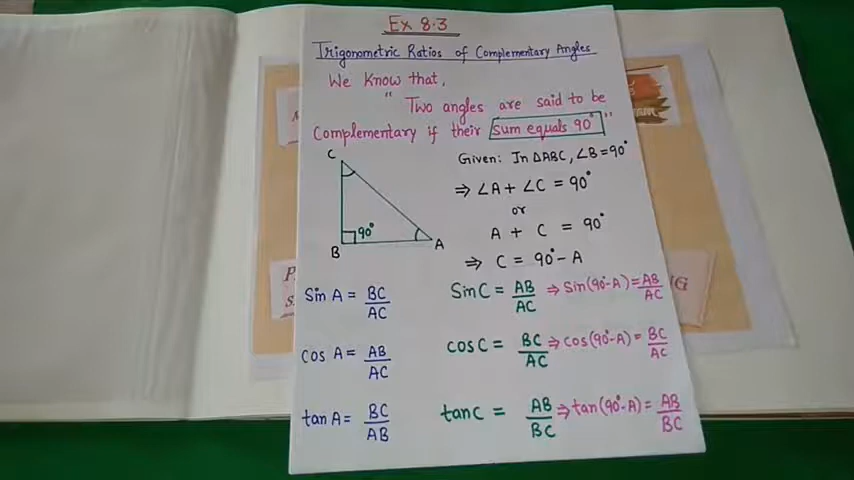 Ex 8.3
Trigonometric Ratios of Complementary Angles
We Know that,
" Two angles are said to be
Complementary if their sum equals 90° "
C
B
90°
A
Given: In ΔABC, ∠B = 90°
⇒ ∠A + ∠C = 90°
or
A + C = 90°
⇒ C = 90° - A
Sin A = BC/AC
Sin C = AB/AC ⇒ Sin(90°-A) = AB/AC
cos A = AB/AC
cos C = BC/AC ⇒ cos(90°-A) = BC/AC
tan A = BC/AB
tan C = AB/BC ⇒ tan(90°-A) = AB/BC